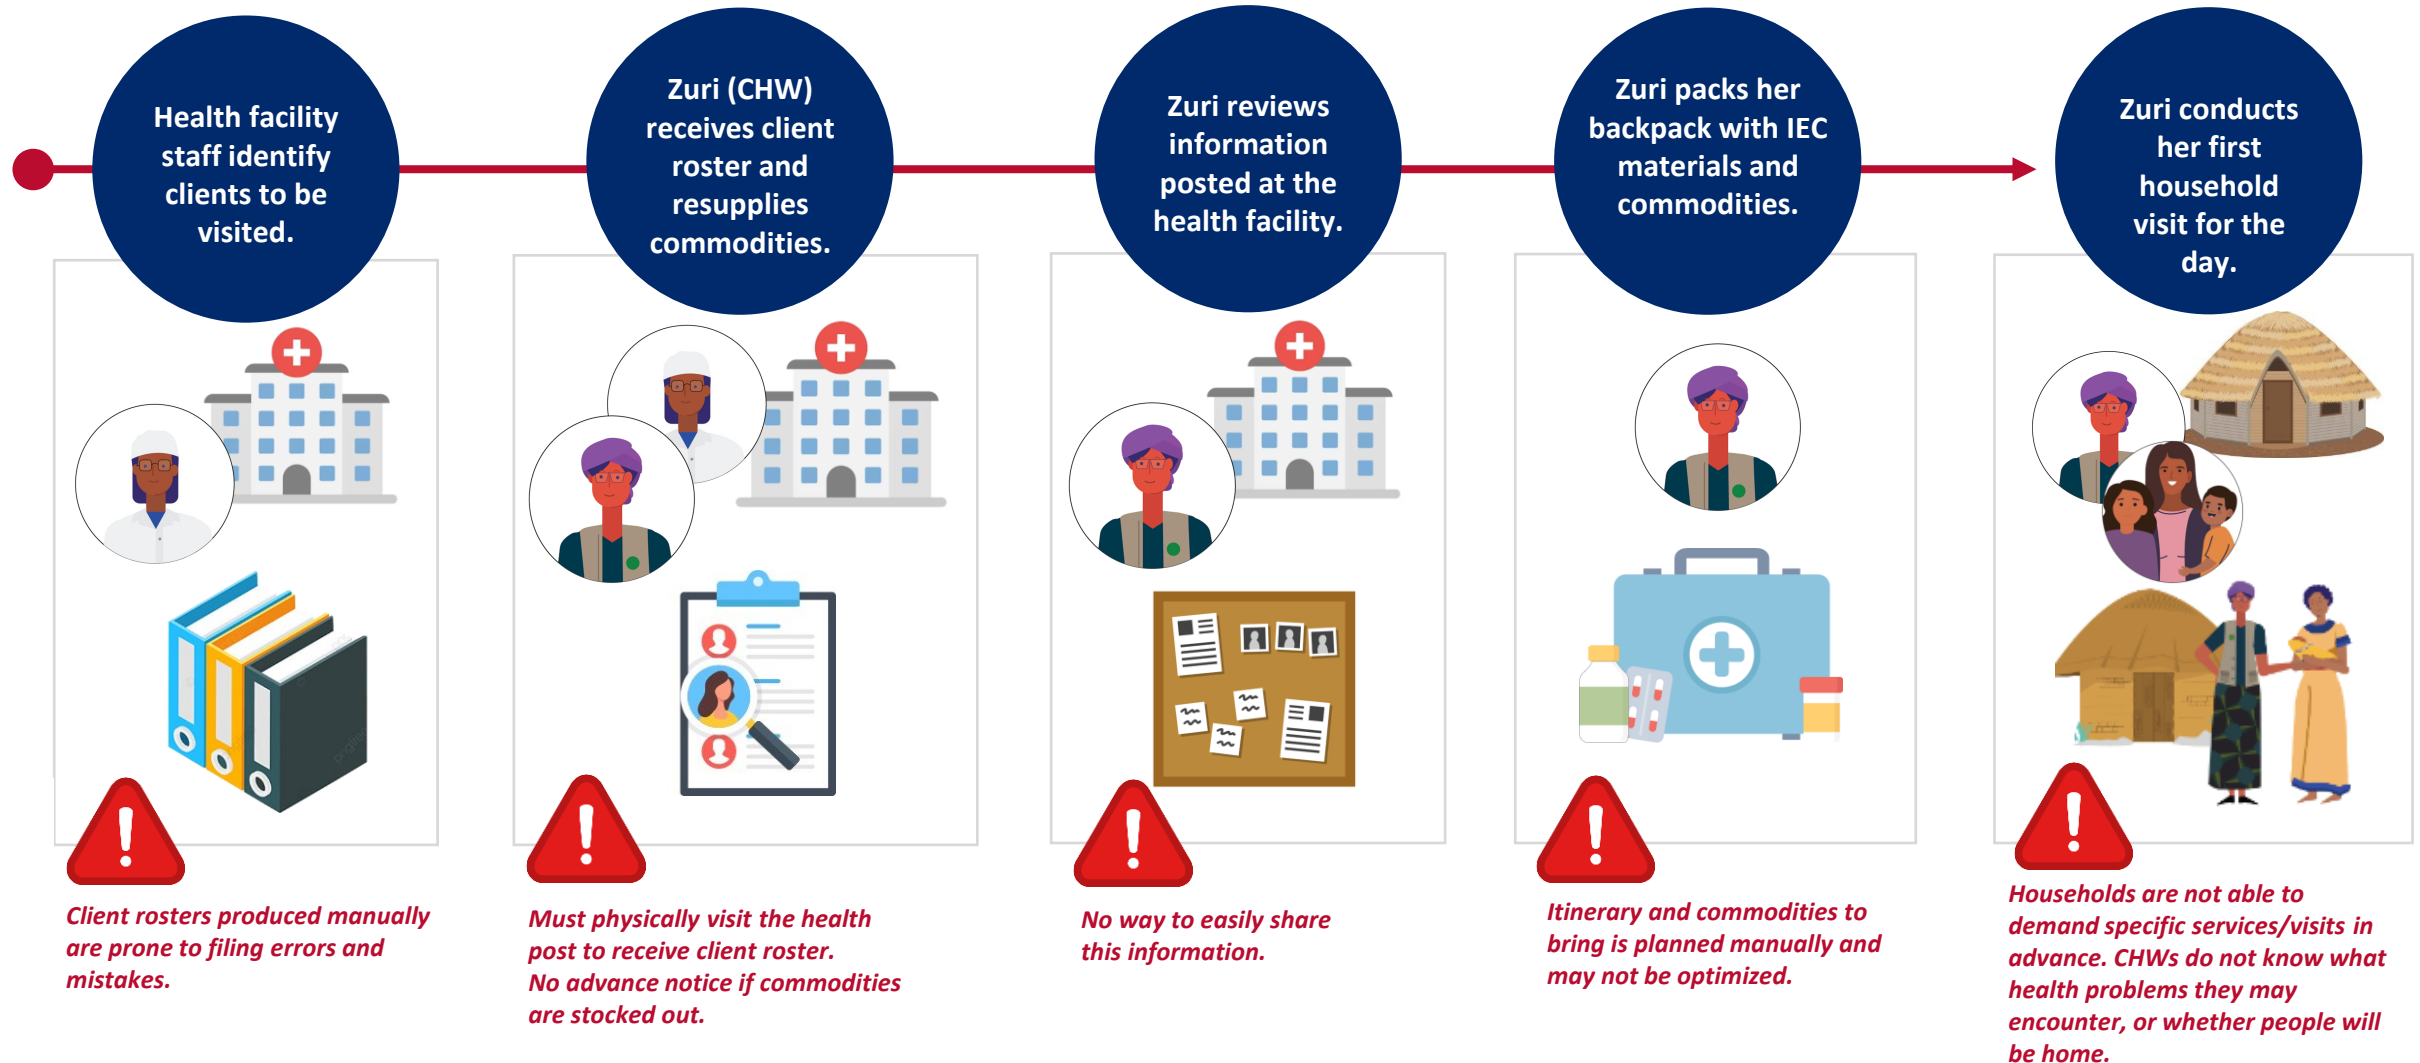 Health facility
staff identify
clients to be
visited.
Zuri (CHW)
receives client
roster and
resupplies
commodities.
Zuri reviews
information
posted at the
health facility.
Zuri packs her
backpack with IEC
materials and
commodities.
Zuri conducts
her first
household
visit for the
day.
Client rosters produced manually
are prone to filing errors and
mistakes.
Must physically visit the health
post to receive client roster.
No advance notice if commodities
are stocked out.
No way to easily share
this information.
Itinerary and commodities to
bring is planned manually and
may not be optimized.
Households are not able to
demand specific services/visits in
advance. CHWs do not know what
health problems they may
encounter, or whether people will
be home.